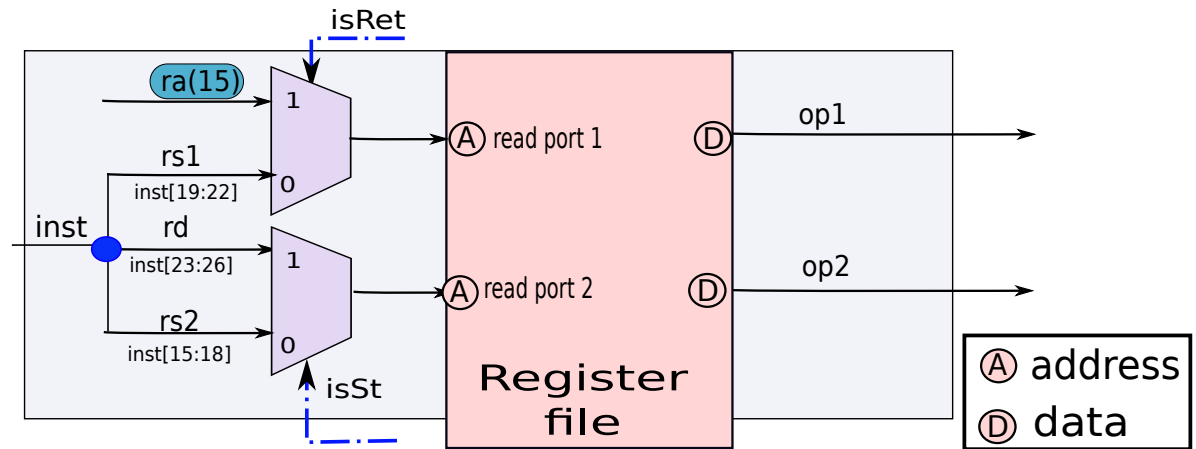 isRet
ra(15)
1
rs1
0
inst[19:22]
inst
rd
inst[23:26]
1
rs2
inst[15:18]
0
isSt
A read port 1
D
op1
A read port 2
D
op2
Register
file
A address
D data